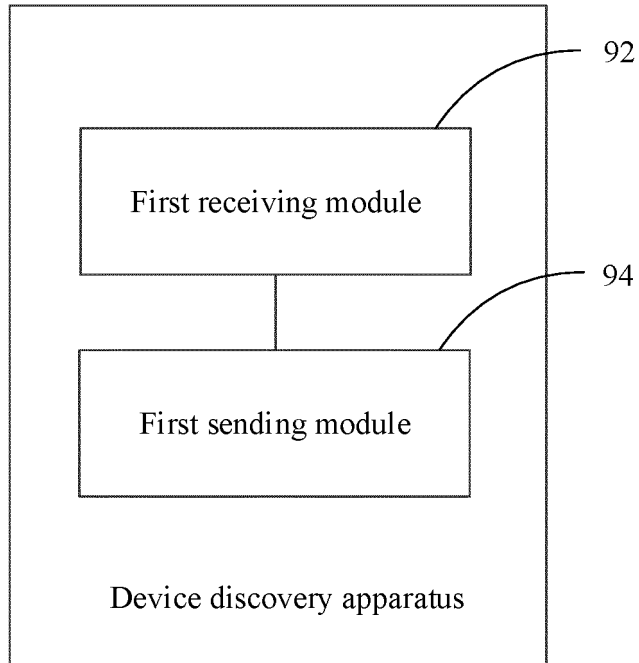 92
First receiving module
94
First sending module
Device discovery apparatus